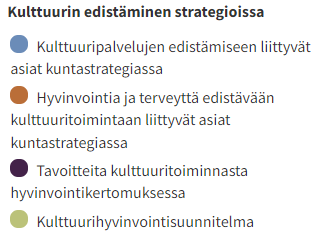 Kulttuurin edistäminen strategioissa
Kulttuuripalvelujen edistämiseen liittyvät
asiat kuntastrategiassa
Hyvinvointia ja terveyttä edistävään
kulttuuritoimintaan liittyvät asiat
kuntastrategiassa
Tavoitteita kulttuuritoiminnasta
hyvinvointikertomuksessa
Kulttuurihyvinvointisuunnitelma